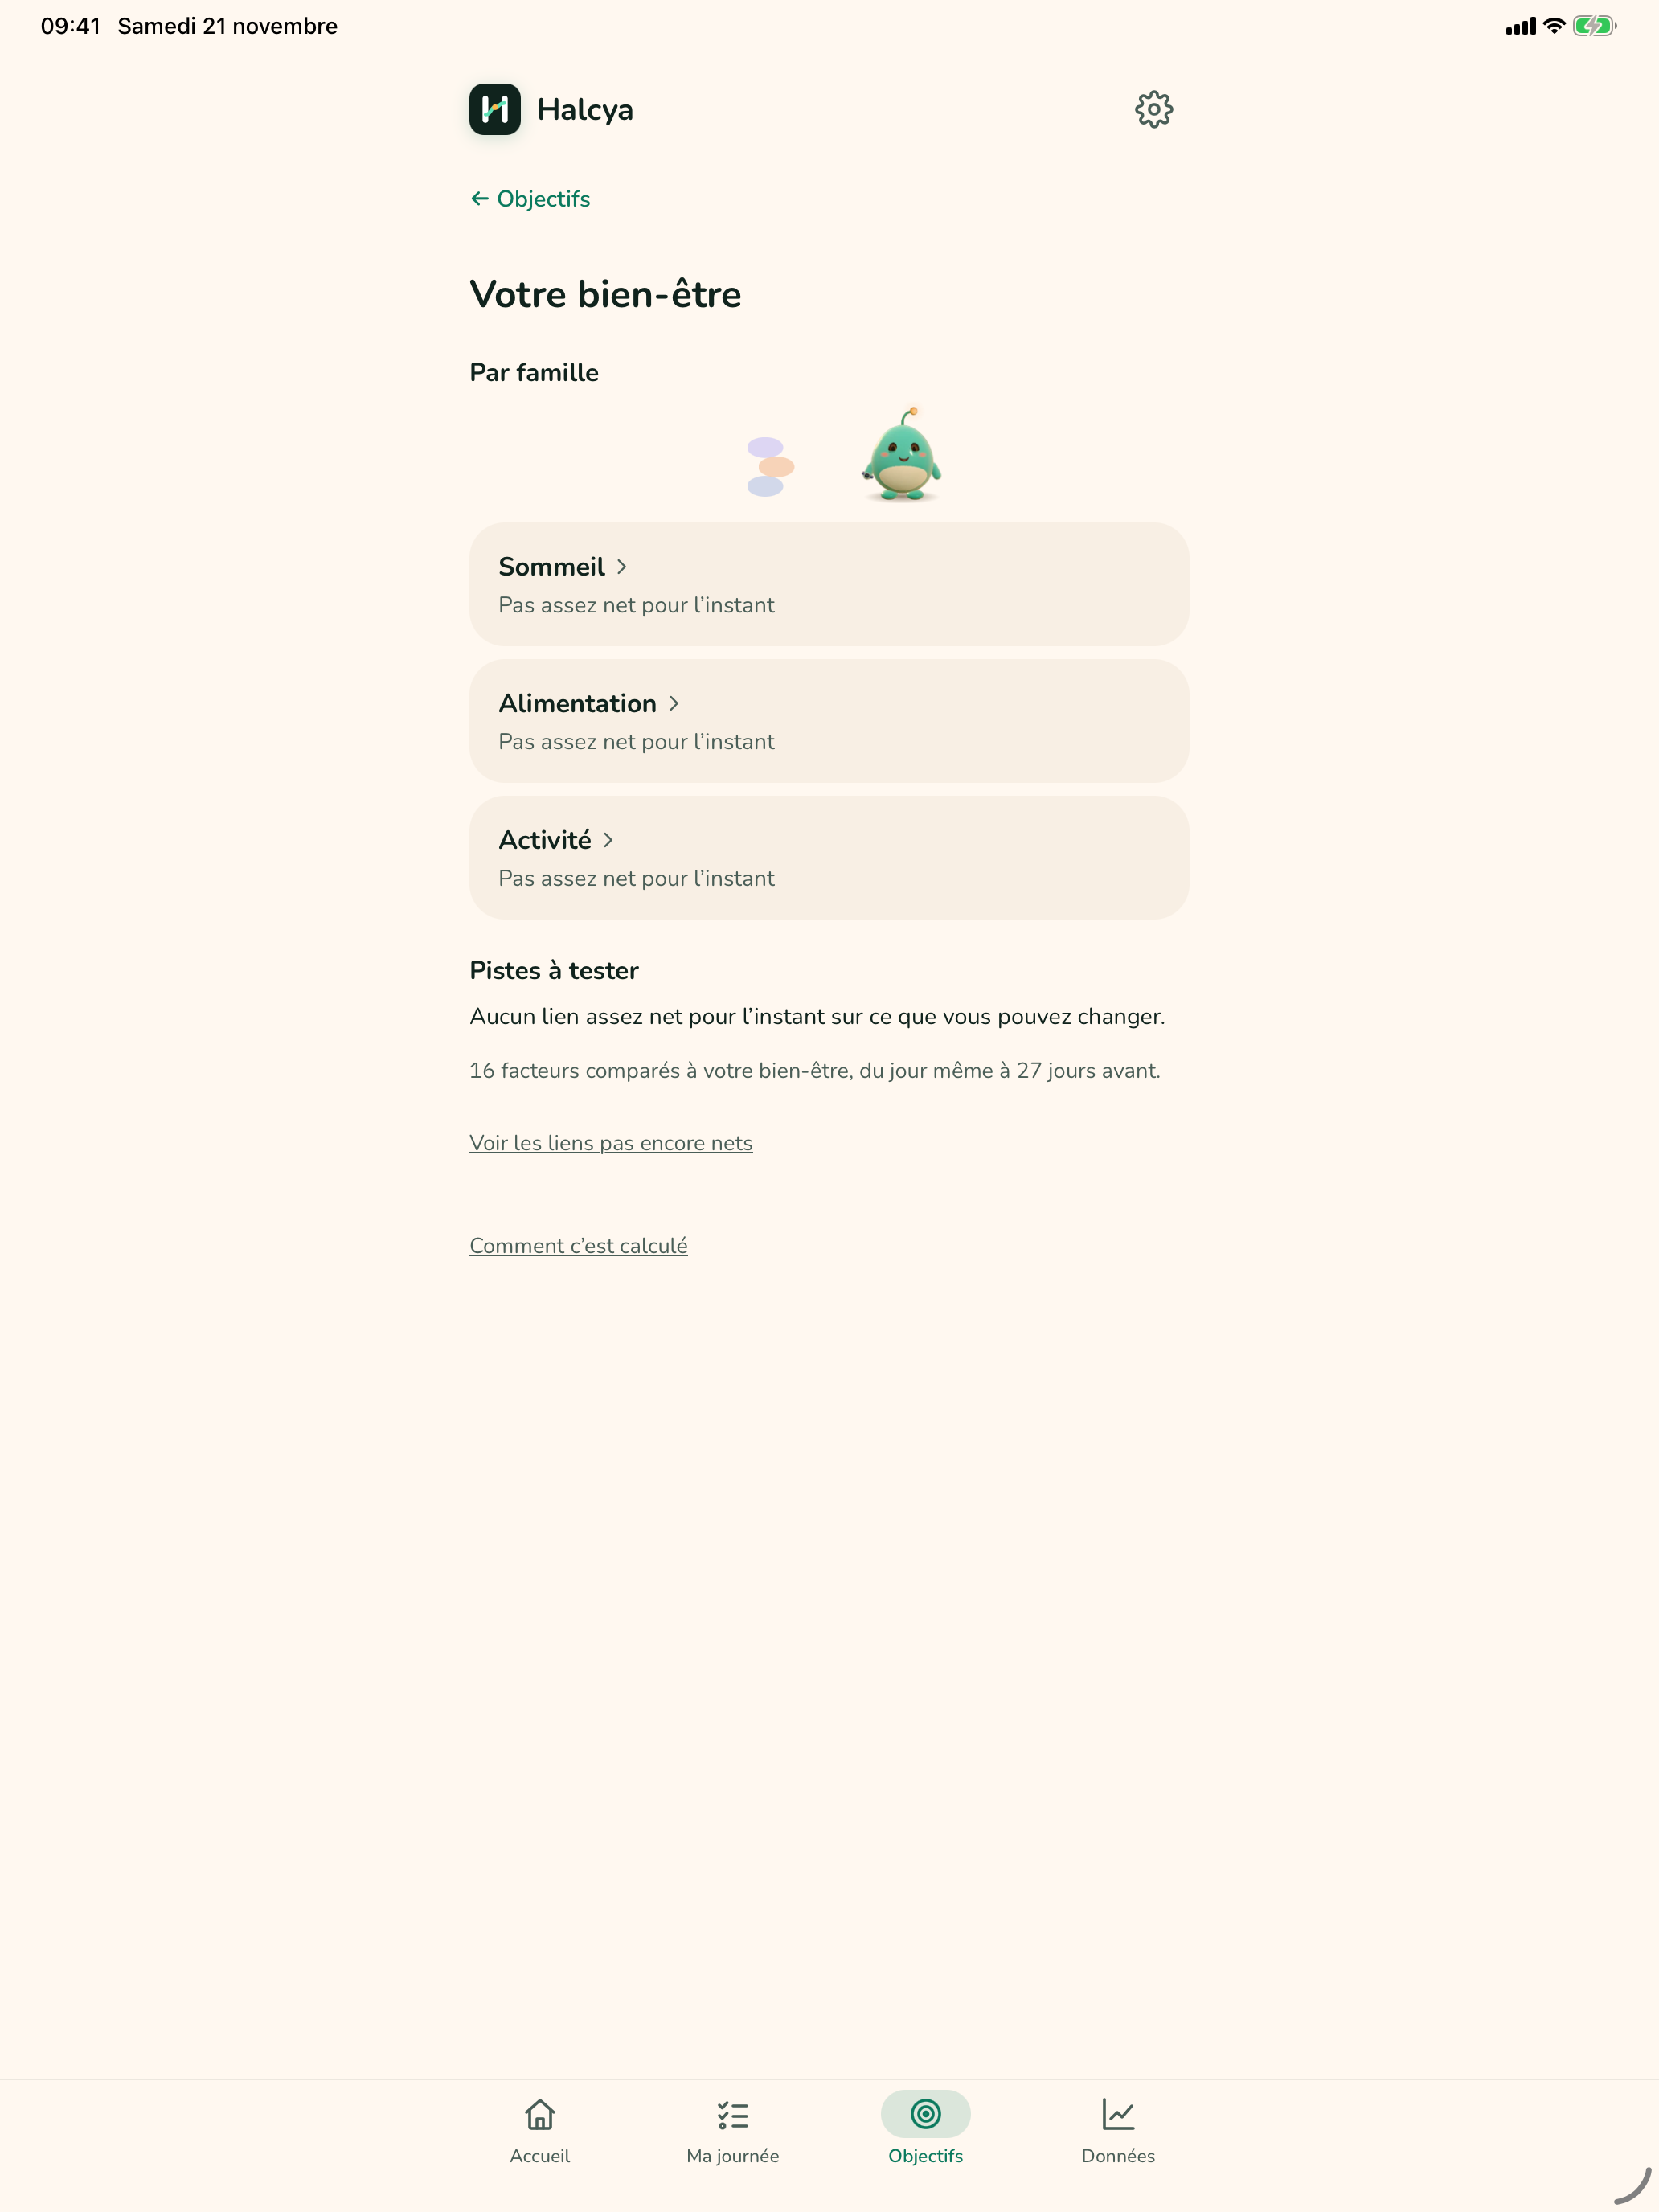 09:41 Samedi 21 novembre
Halcya
← Objectifs
Votre bien-être
Par famille
Sommeil >
Pas assez net pour l’instant
Alimentation >
Pas assez net pour l’instant
Activité >
Pas assez net pour l’instant
Pistes à tester
Aucun lien assez net pour l’instant sur ce que vous pouvez changer.
16 facteurs comparés à votre bien-être, du jour même à 27 jours avant.
Voir les liens pas encore nets
Comment c’est calculé
Accueil Ma journée Objectifs Données